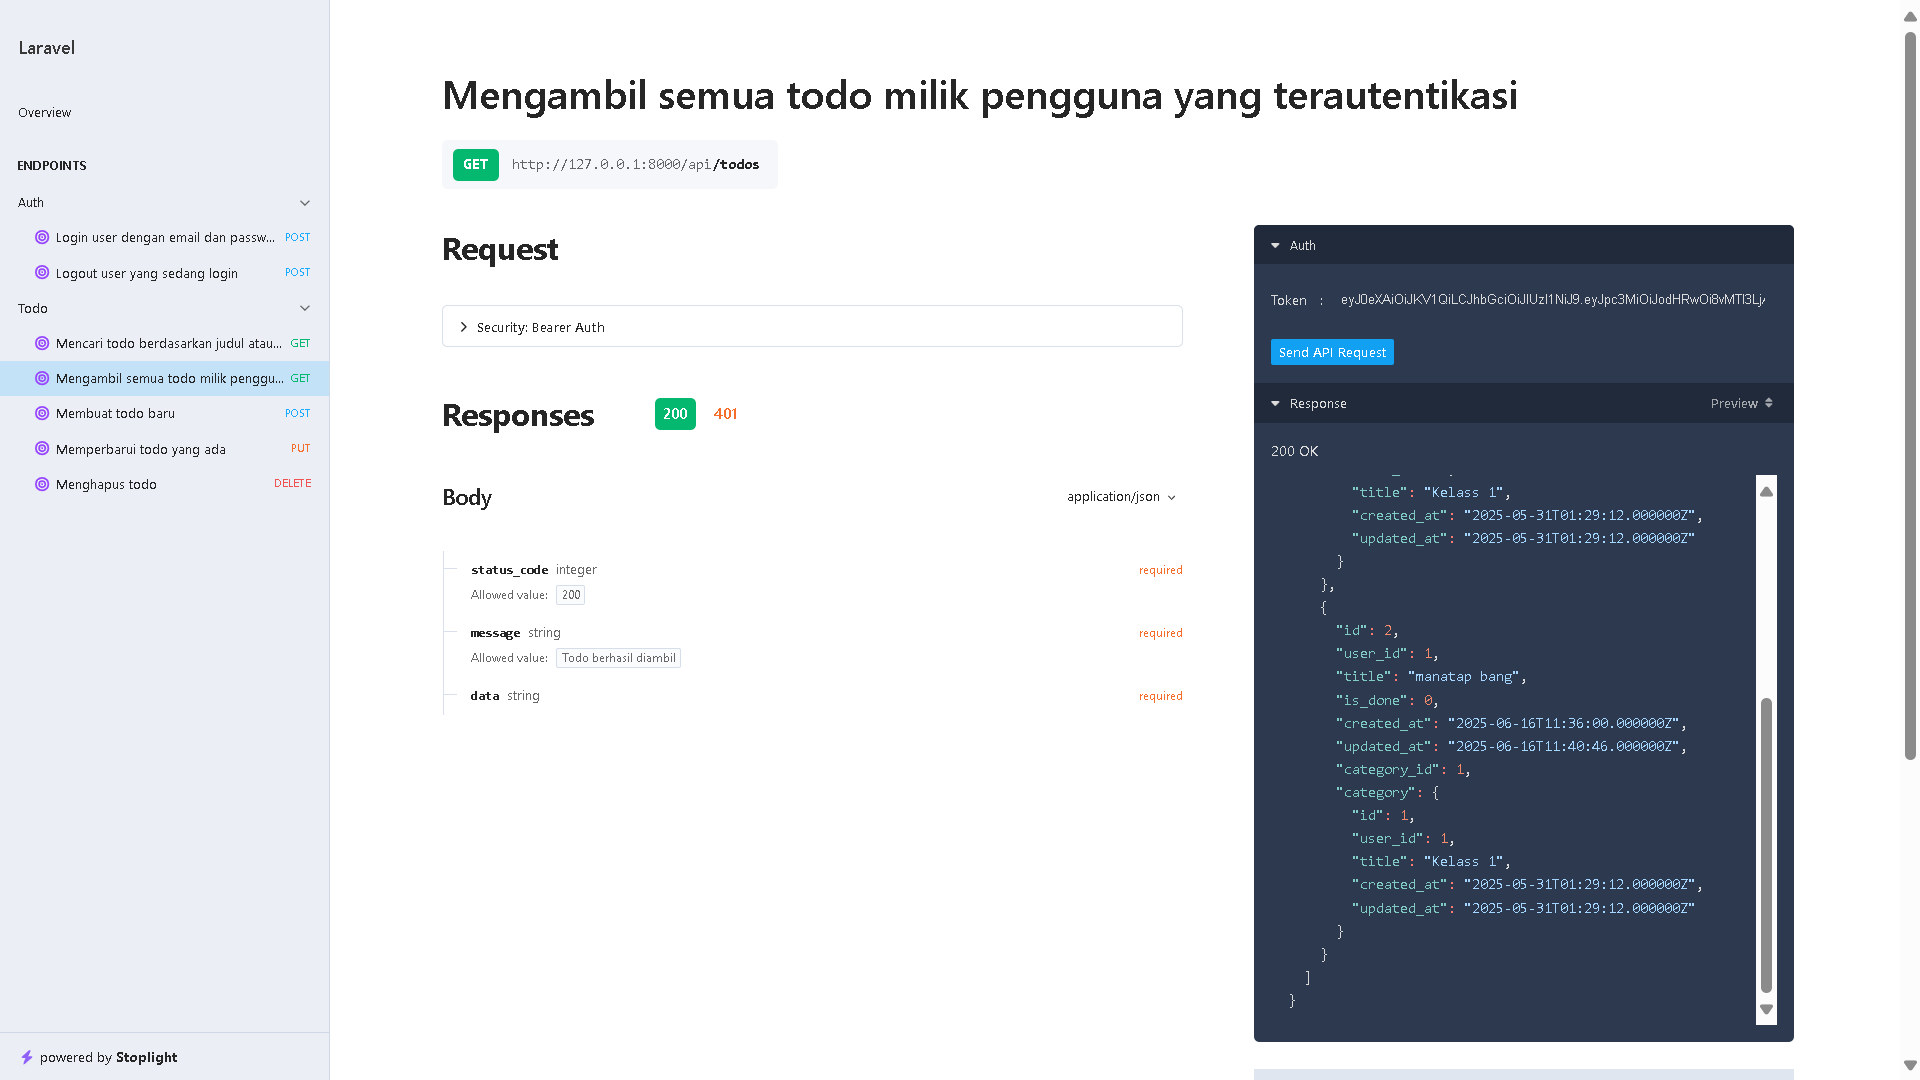 Laravel
Overview
ENDPOINTS
Auth
Login user dengan email dan passw... POST
Logout user yang sedang login POST
Todo
Mencari todo berdasarkan judul atau... GET
Mengambil semua todo milik penggu... GET
Membuat todo baru POST
Memperbarui todo yang ada PUT
Menghapus todo DELETE
powered by Stoplight
Mengambil semua todo milik pengguna yang terautentikasi
GET http://127.0.0.1:8000/api/todos
Request
Security: Bearer Auth
Responses 200 401
Body application/json
status_code integer required
Allowed value: 200
message string required
Allowed value: Todo berhasil diambil
data string required
Auth
Token :
Send API Request
Response Preview
200 OK
"title": "Kelass 1",
"created_at": "2025-05-31T01:29:12.000000Z",
"updated_at": "2025-05-31T01:29:12.000000Z"
}
},
{
"id": 2,
"user_id": 1,
"title": "manatap bang",
"is_done": 0,
"created_at": "2025-06-16T11:36:00.000000Z",
"updated_at": "2025-06-16T11:40:46.000000Z",
"category_id": 1,
"category": {
"id": 1,
"user_id": 1,
"title": "Kelass 1",
"created_at": "2025-05-31T01:29:12.000000Z",
"updated_at": "2025-05-31T01:29:12.000000Z"
}
}
]
}